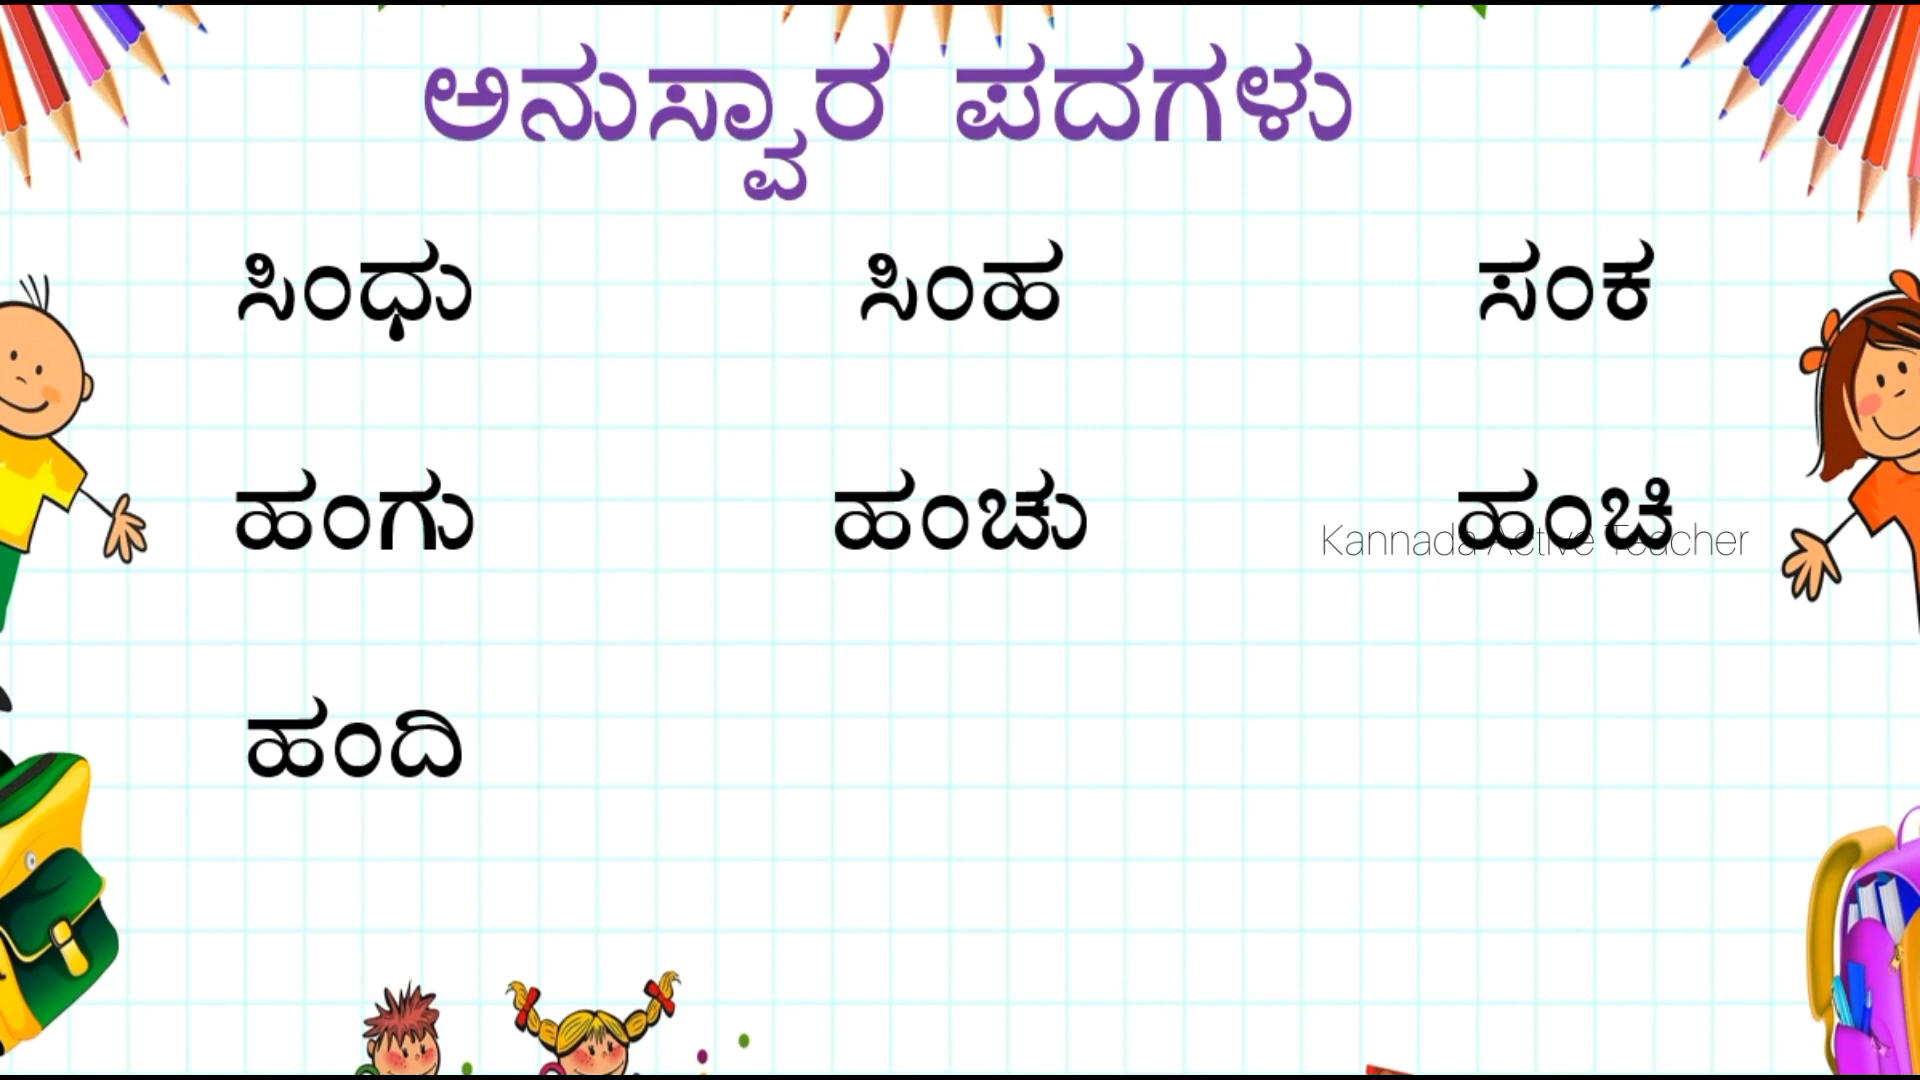 ಅನುಸ್ವಾರ ಪದಗಳು
ಸಿಂಧು ಸಿಂಹ ಸಂಕ
ಹಂಗು ಹಂಚು ಹಂಚಿ
Kannada Active Teacher
ಹಂದಿ